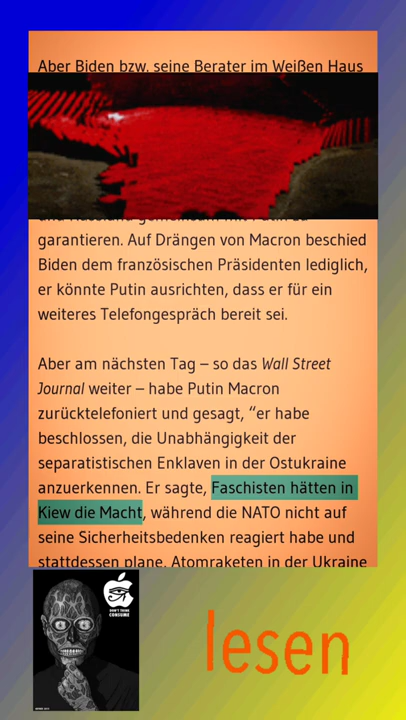 Aber Biden bzw. seine Berater im Weißen Haus
garantieren. Auf Drängen von Macron beschied
Biden dem französischen Präsidenten lediglich,
er könnte Putin ausrichten, dass er für ein
weiteres Telefongespräch bereit sei.
Aber am nächsten Tag – so das Wall Street
Journal weiter – habe Putin Macron
zurücktelefoniert und gesagt, “er habe
beschlossen, die Unabhängigkeit der
separatistischen Enklaven in der Ostukraine
anzuerkennen. Er sagte, Faschisten hätten in
Kiew die Macht, während die NATO nicht auf
seine Sicherheitsbedenken reagiert habe und
stattdessen plane, Atomraketen in der Ukraine
DON'T THINK
CONSUME
lesen